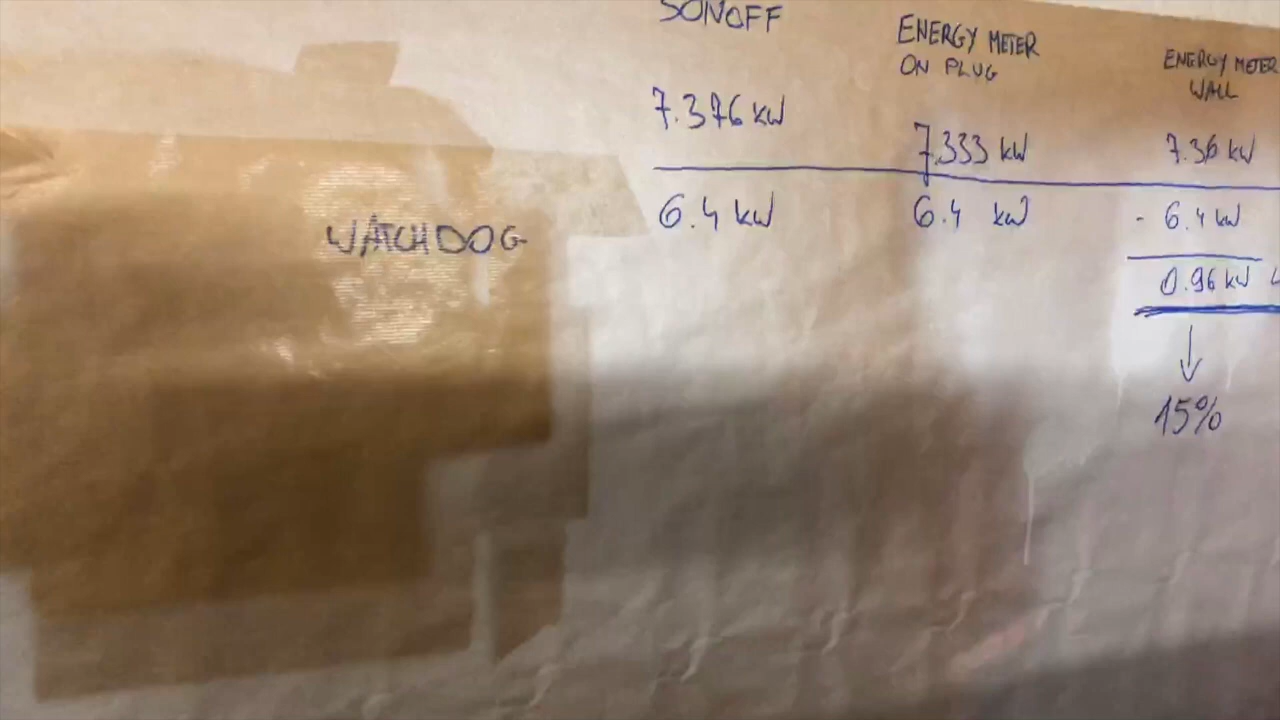 SONOFF
ENERGY METER
ON PLUG
ENERGY METER
WALL
7.376 kW
7.333 kW
7.36 kW
WATCHDOG
6.4 kW
6.4 kW
- 6.4 kW
0.96 kW
15%